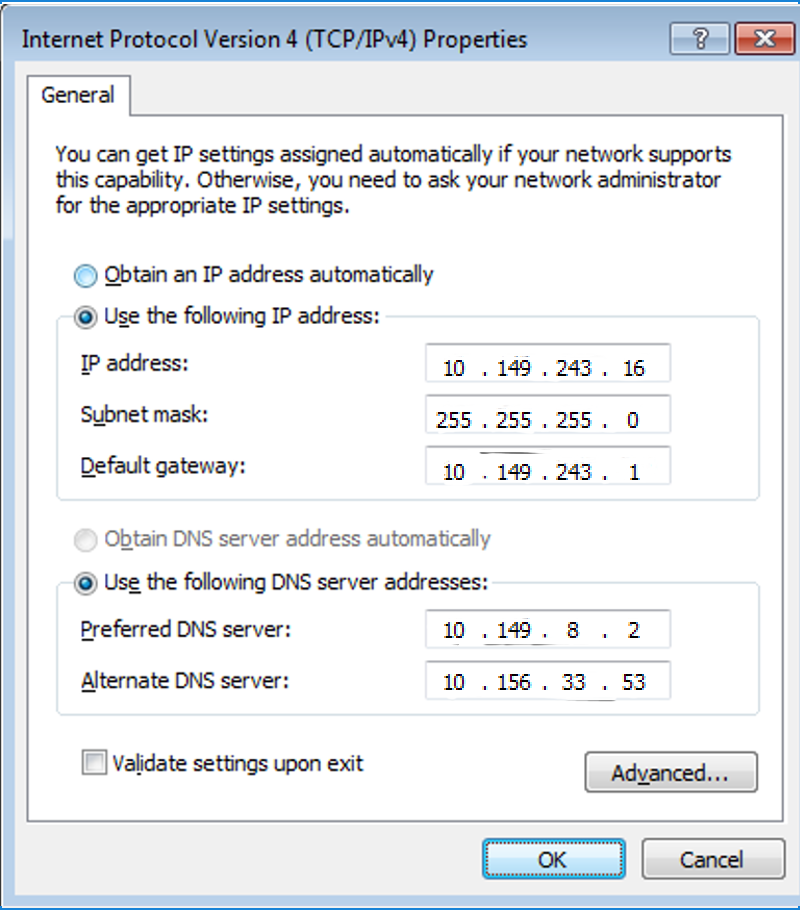 Internet Protocol Version 4 (TCP/IPv4) Properties
?
General
You can get IP settings assigned automatically if your network supports
this capability. Otherwise, you need to ask your network administrator
for the appropriate IP settings.
Obtain an IP address automatically
Use the following IP address:
IP address: 10 . 149 . 243 . 16
Subnet mask: 255 . 255 . 255 . 0
Default gateway: 10 . 149 . 243 . 1
Obtain DNS server address automatically
Use the following DNS server addresses:
Preferred DNS server: 10 . 149 . 8 . 2
Alternate DNS server: 10 . 156 . 33 . 53
Validate settings upon exit
Advanced...
OK Cancel